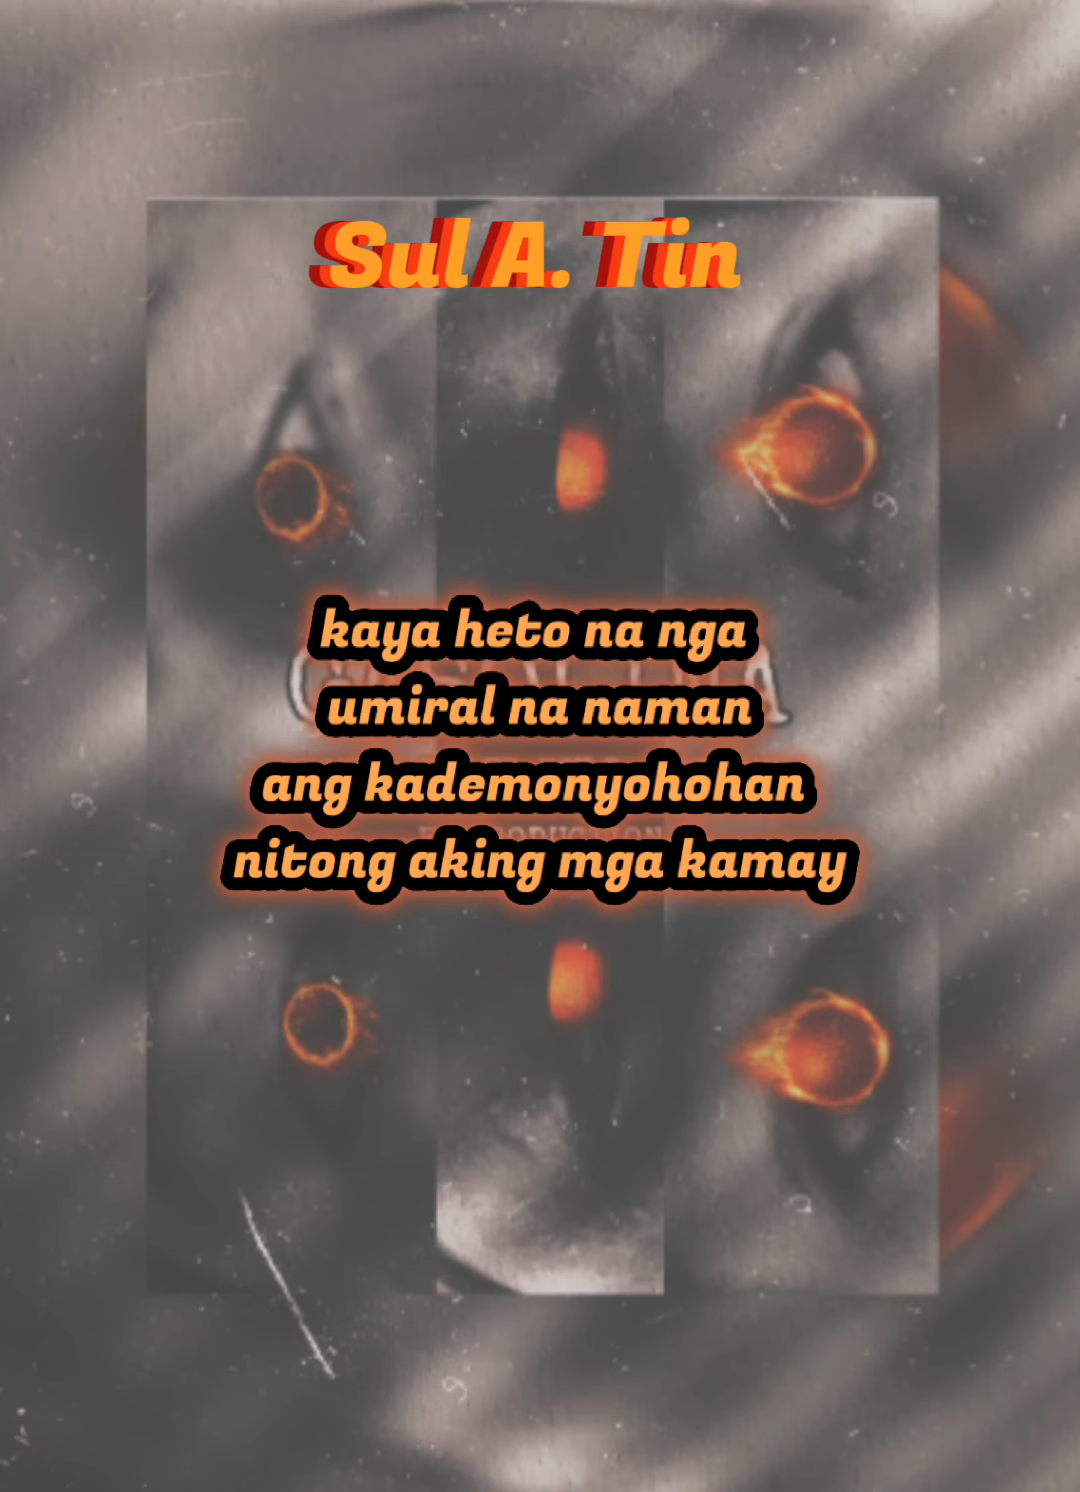 Sul A. Tin
kaya heto na nga
umiral na naman
ang kademonyohohan
nitong aking mga kamay